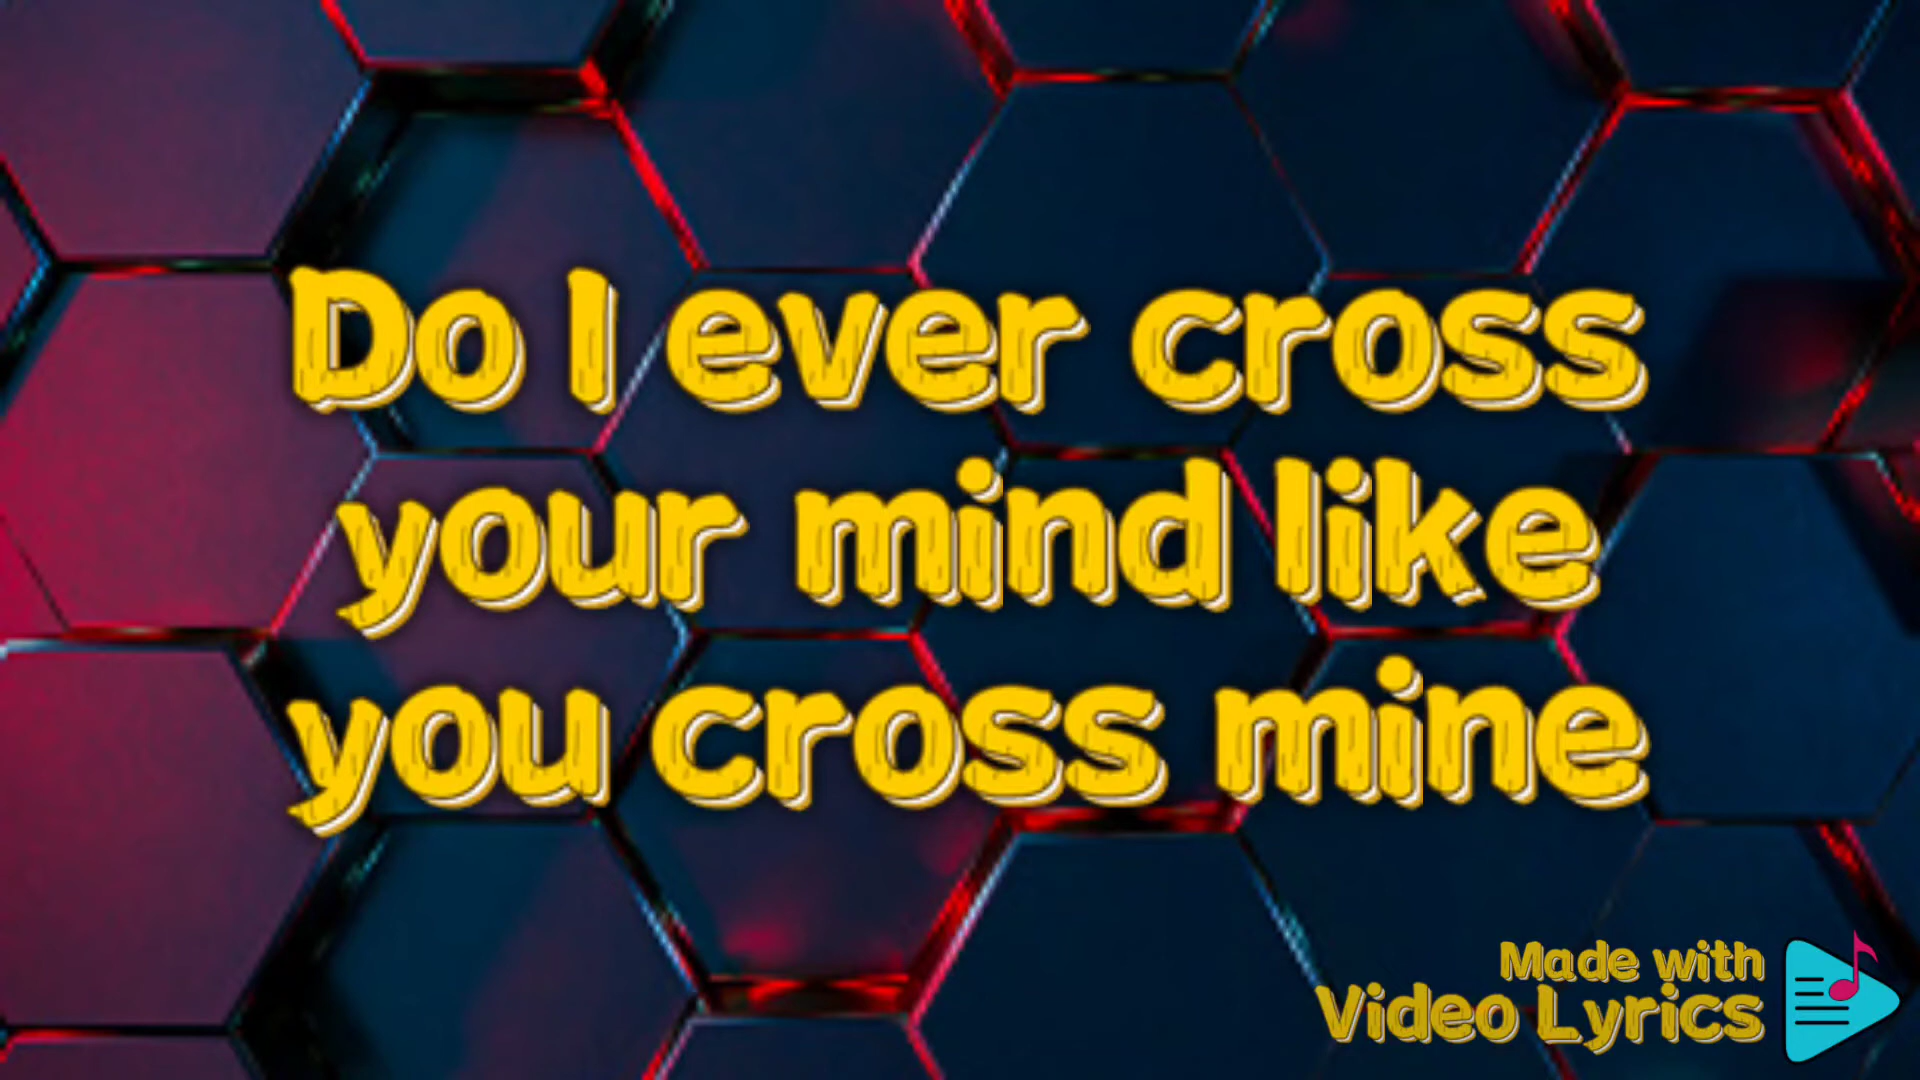 Do I ever cross
your mind like
you cross mine
Made with
Video Lyrics